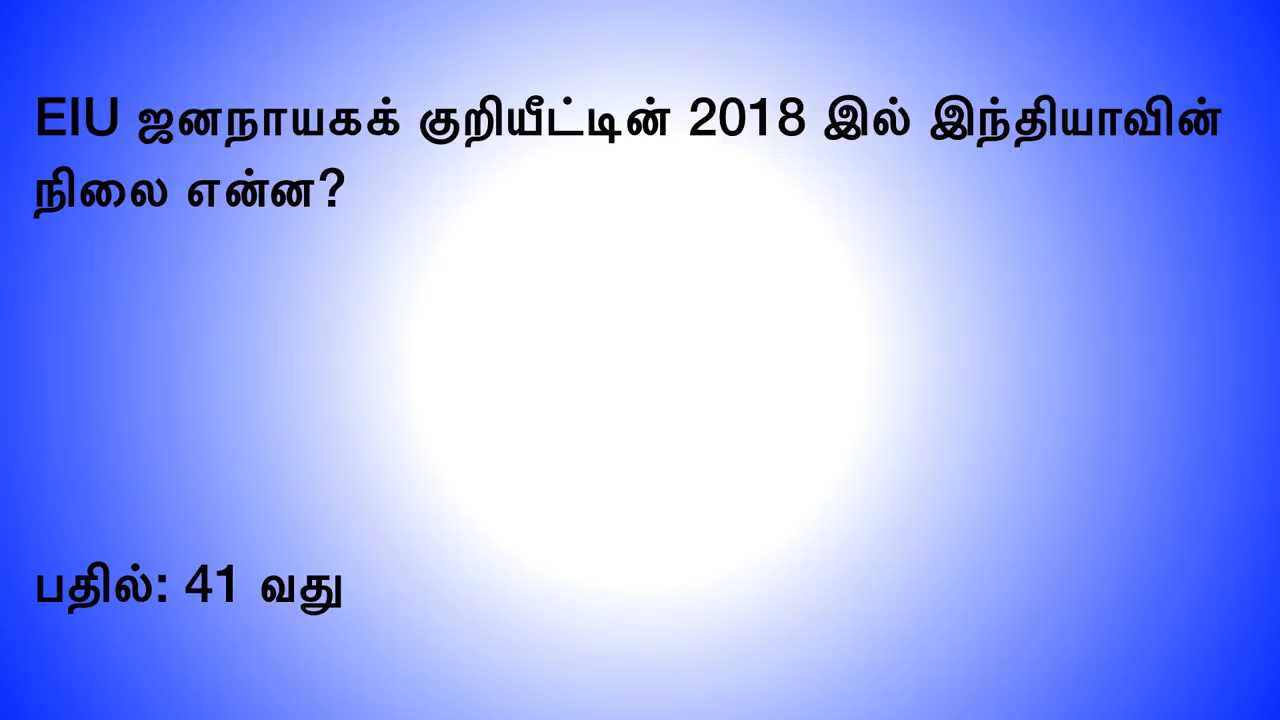 EIU ஜனநாயகக் குறியீட்டின் 2018 இல் இந்தியாவின்
நிலை என்ன?
பதில்: 41 வது